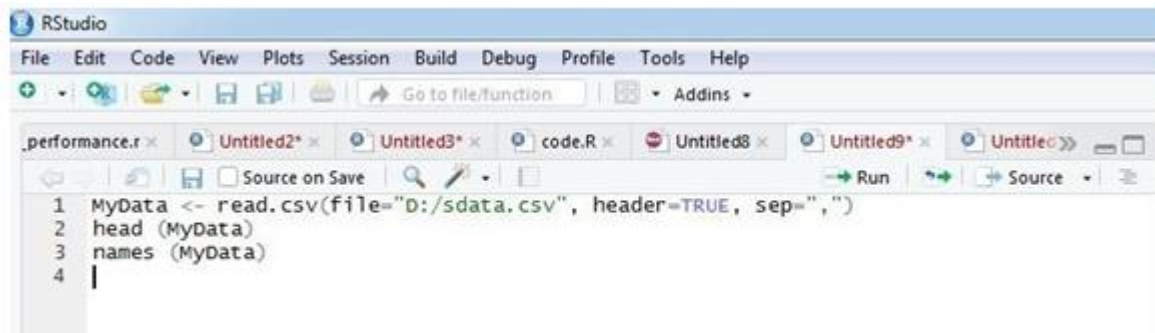 RStudio
File Edit Code View Plots Session Build Debug Profile Tools Help
Go to file/function Addins
_performance.r Untitled2* Untitled3* code.R Untitled8 Untitled9* Untitled
Source on Save Run Source
1 MyData <- read.csv(file="D:/sdata.csv", header=TRUE, sep=",")
2 head (MyData)
3 names (MyData)
4